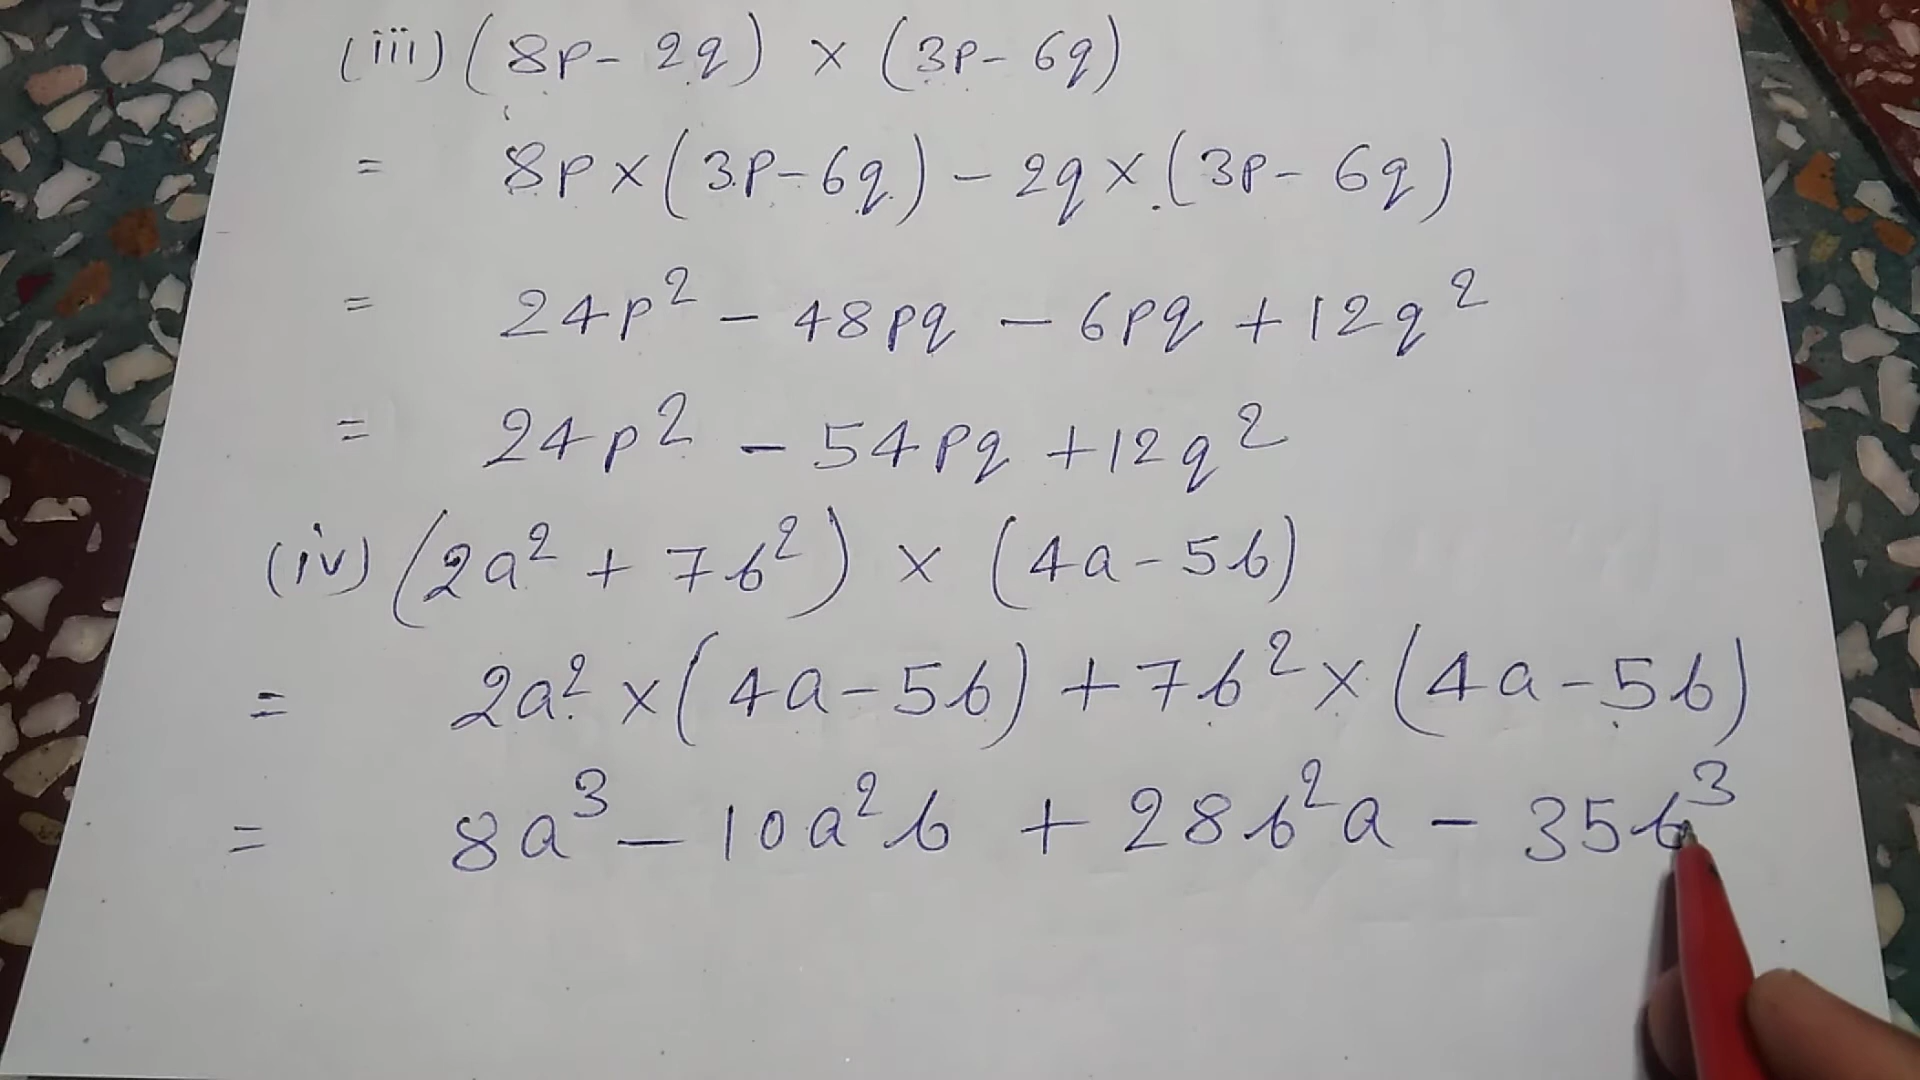 (iii) (8p - 2q) × (3p - 6q)
= 8p × (3p - 6q) - 2q × (3p - 6q)
= 24p² - 48pq - 6pq + 12q²
= 24p² - 54pq + 12q²
(iv) (2a² + 7b²) × (4a - 5b)
= 2a² × (4a - 5b) + 7b² × (4a - 5b)
= 8a³ - 10a²b + 28b²a - 35b³